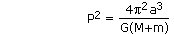 P² = 4π²a³ / G(M+m)